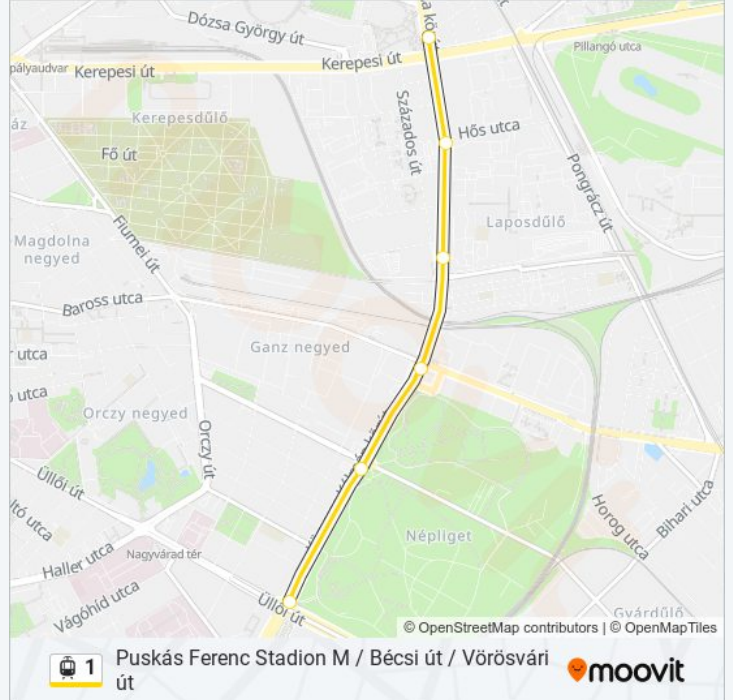 Dózsa György út
Kerepesi út
Pillangó utca
pályaudvar
Kerepesi út
Kerepesdűlő
Százados út
Hős utca
Fő út
Pongrácz út
Fiumei út
Laposdűlő
Magdolna
negyed
Baross utca
Ganz negyed
utca
utca
Orczy negyed
Orczy út
Üllői út
Népliget
Horog utca
Bihari utca
Haller utca
Nagyvárad tér
Vágóhíd utca
Üllői út
Gyárdűlő
© OpenStreetMap contributors | © OpenMapTiles
1
Puskás Ferenc Stadion M / Bécsi út / Vörösvári
út
moovit